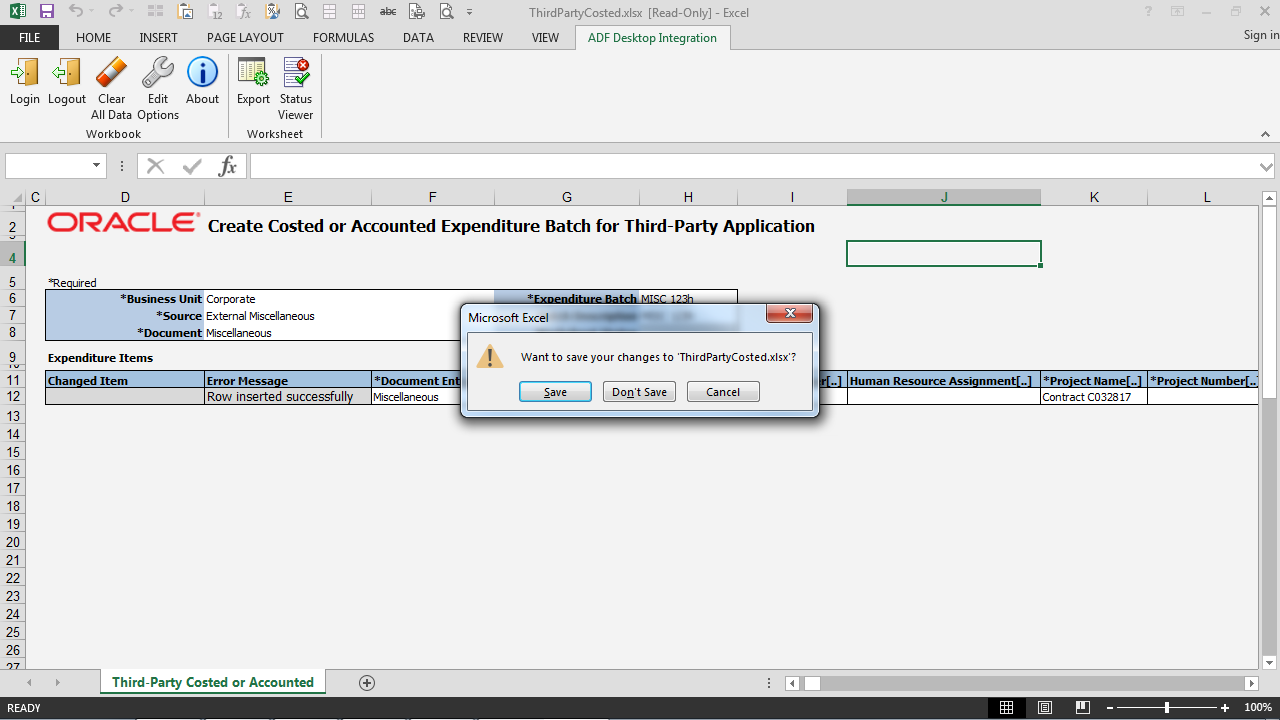 ThirdPartyCosted.xlsx [Read-Only] - Excel
FILE HOME INSERT PAGE LAYOUT FORMULAS DATA REVIEW VIEW ADF Desktop Integration Sign in
Login Logout Clear All Data Edit Options About Export Status Viewer
Workbook Worksheet
fx
C D E F G H I J K L
2 ORACLE Create Costed or Accounted Expenditure Batch for Third-Party Application
4
5 *Required
6 *Business Unit Corporate *Expenditure Batch MISC 123h
7 *Source External Miscellaneous
8 *Document Miscellaneous
9 Expenditure Items
11 Changed Item Error Message *Document Ent r[..] Human Resource Assignment[..] *Project Name[..] *Project Number[..
12 Row inserted successfully Miscellaneous Contract C032817
13
14
15
16
17
18
19
20
21
22
23
24
25
26
27
Microsoft Excel
Want to save your changes to 'ThirdPartyCosted.xlsx'?
Save Don't Save Cancel
Third-Party Costed or Accounted
READY 100%